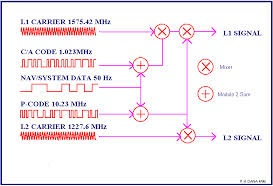 L1 CARRIER 1575.42 MHz
L1 SIGNAL
C/A CODE 1.023MHz
NAV/SYSTEM DATA 50 Hz
P-CODE 10.23 MHz
L2 CARRIER 1227.6 MHz
L2 SIGNAL
Mixer
Modulo 2 Sum